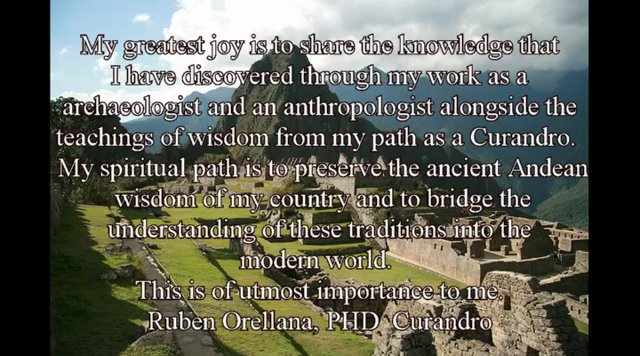 My greatest joy is to share the knowledge that
I have discovered through my work as a
archaeologist and an anthropologist alongside the
teachings of wisdom from my path as a Curandro.
My spiritual path is to preserve the ancient Andean
wisdom of my country and to bridge the
understanding of these traditions into the
modern world.
This is of utmost importance to me.
Ruben Orellana, PHD Curandro